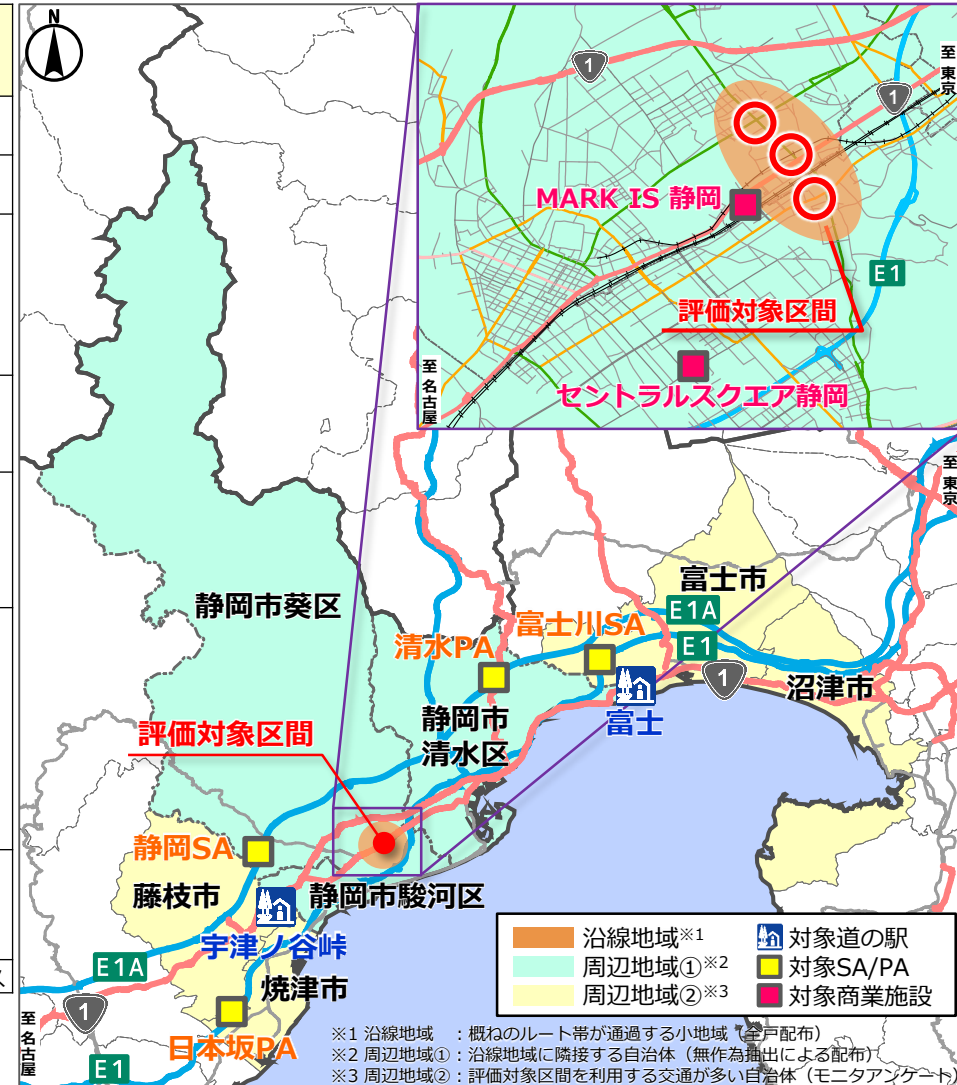 N
1
1
至東京
MARK IS 静岡
E1
評価対象区間
至名古屋
セントラルスクエア静岡
至東京
富士市
静岡市葵区
E1A
富士川SA
清水PA
E1
1
沼津市
静岡市
清水区
富士
評価対象区間
静岡SA
藤枝市
静岡市駿河区
宇津ノ谷峠
E1A
焼津市
1
日本坂PA
至名古屋
E1
沿線地域※1
周辺地域①※2
周辺地域②※3
対象道の駅
対象SA/PA
対象商業施設
※1 沿線地域 :概ねのルート帯が通過する小地域(全戸配布)
※2 周辺地域①:沿線地域に隣接する自治体(無作為抽出による配布)
※3 周辺地域②:評価対象区間を利用する交通が多い自治体(モニタアンケート)